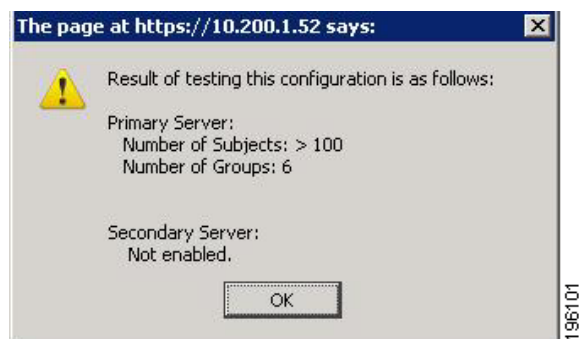 The page at https://10.200.1.52 says:
Result of testing this configuration is as follows:
Primary Server:
Number of Subjects: > 100
Number of Groups: 6
Secondary Server:
Not enabled.
OK
196101